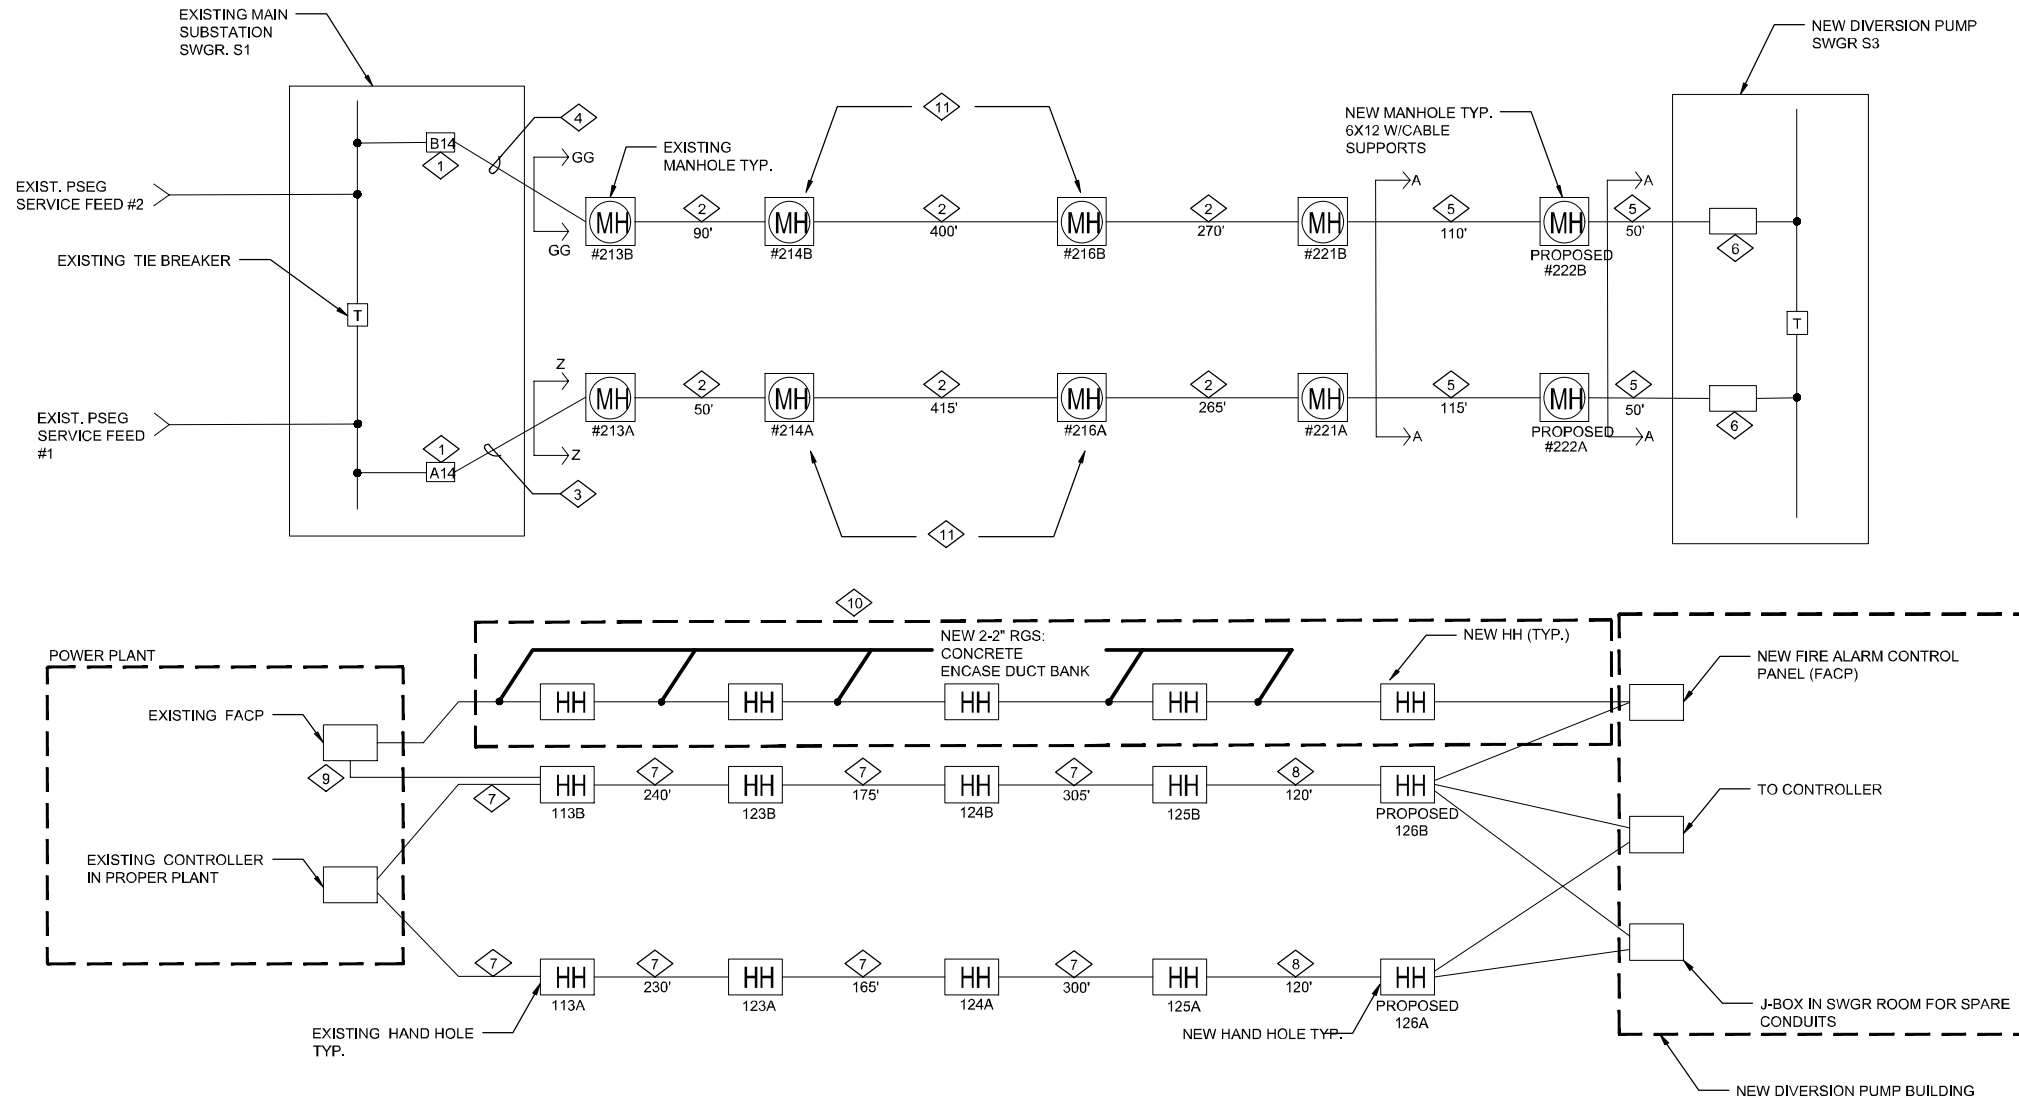 EXISTING MAIN
SUBSTATION
SWGR. S1
NEW DIVERSION PUMP
SWGR S3
4
11
NEW MANHOLE TYP.
6X12 W/CABLE
SUPPORTS
B14
1
GG
EXISTING
MANHOLE TYP.
A
A
EXIST. PSEG
SERVICE FEED #2
MH
2
90'
MH
2
400'
MH
2
270'
MH
5
110'
MH
5
50'
6
GG
#213B
#214B
#216B
#221B
PROPOSED
#222B
EXISTING TIE BREAKER
T
T
Z
EXIST. PSEG
SERVICE FEED
#1
MH
2
50'
MH
2
415'
MH
2
265'
MH
5
115'
MH
5
50'
6
#213A
#214A
#216A
#221A
PROPOSED
#222A
A
A
1
A14
Z
3
11
10
POWER PLANT
NEW 2-2" RGS:
CONCRETE
ENCASE DUCT BANK
NEW HH (TYP.)
NEW FIRE ALARM CONTROL
PANEL (FACP)
HH
HH
HH
HH
HH
EXISTING FACP
9
7
HH
7
240'
HH
7
175'
HH
7
305'
HH
8
120'
HH
113B
123B
124B
125B
PROPOSED
126B
TO CONTROLLER
EXISTING CONTROLLER
IN PROPER PLANT
7
HH
7
230'
HH
7
165'
HH
7
300'
HH
8
120'
HH
113A
123A
124A
125A
PROPOSED
126A
EXISTING HAND HOLE
TYP.
NEW HAND HOLE TYP.
J-BOX IN SWGR ROOM FOR SPARE
CONDUITS
NEW DIVERSION PUMP BUILDING